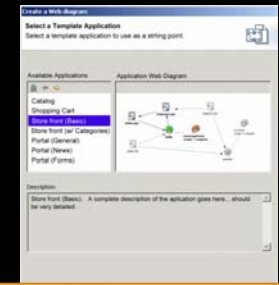 Create a Web diagram
Select a Template Application
Select a template application to use as a strting point.
Available Applications
Application Web Diagram
Catalog
Shopping Cart
Store front (Basic)
Store front (w/ Categories)
Portal (General)
Portal (News)
Portal (Forms)
Description
Store front (Basic). A complete description of the aplication goes here... should
be very detailed.